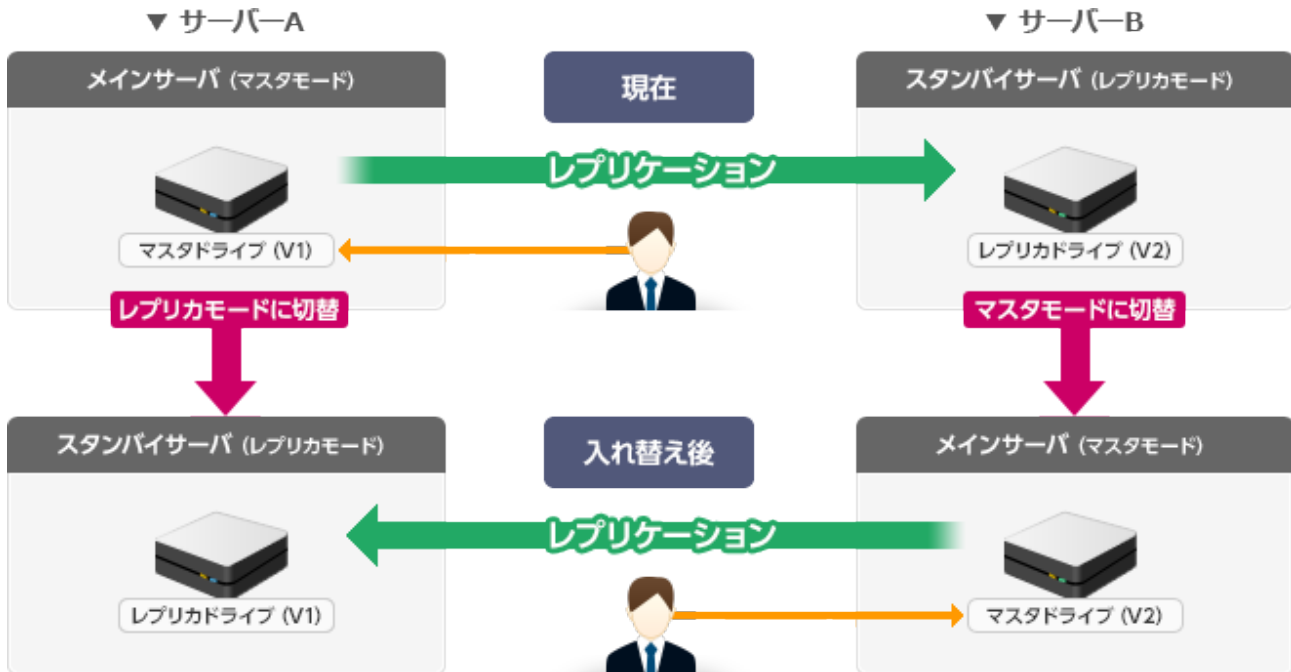 ▼ サーバーA
▼ サーバーB
メインサーバ (マスタモード)
現在
スタンバイサーバ (レプリカモード)
レプリケーション
マスタドライブ (V1)
レプリカドライブ (V2)
レプリカモードに切替
マスタモードに切替
スタンバイサーバ (レプリカモード)
入れ替え後
メインサーバ (マスタモード)
レプリケーション
レプリカドライブ (V1)
マスタドライブ (V2)